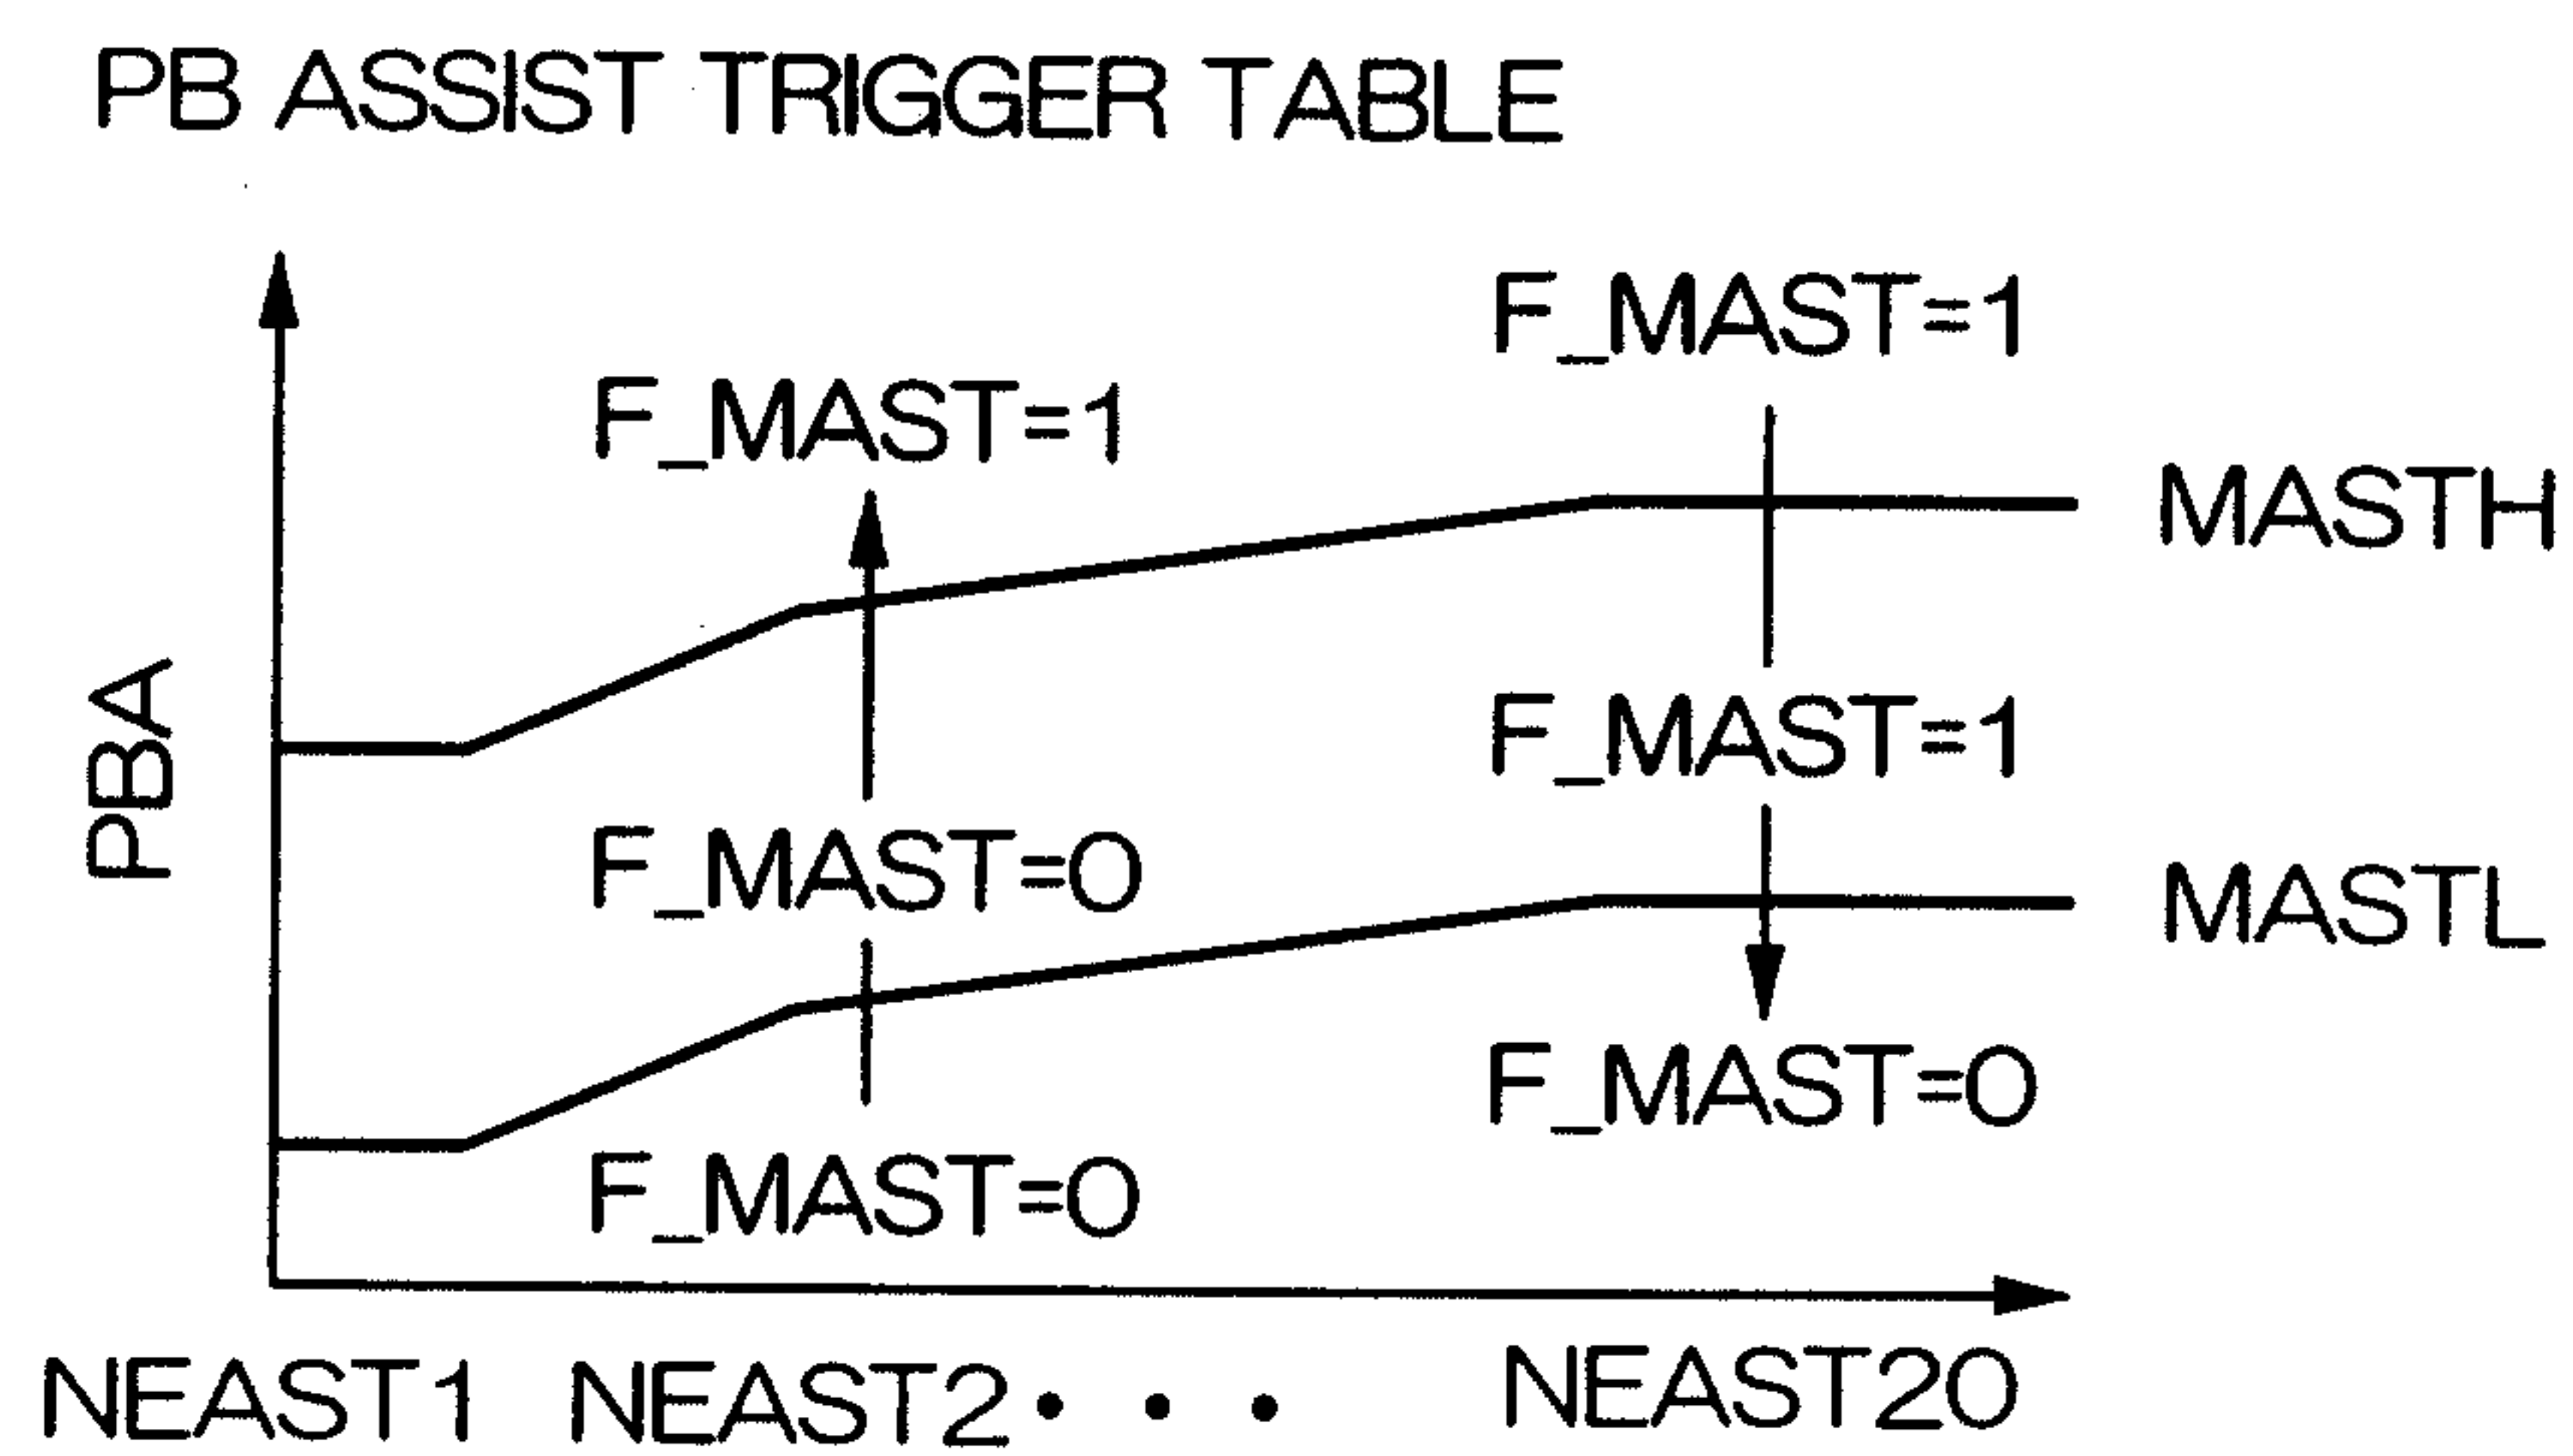 PB ASSIST TRIGGER TABLE
F_MAST=1
F_MAST=1
MASTH
PBA
F_MAST=1
F_MAST=0
MASTL
F_MAST=0
F_MAST=0
NEAST1 NEAST2 • • • NEAST20